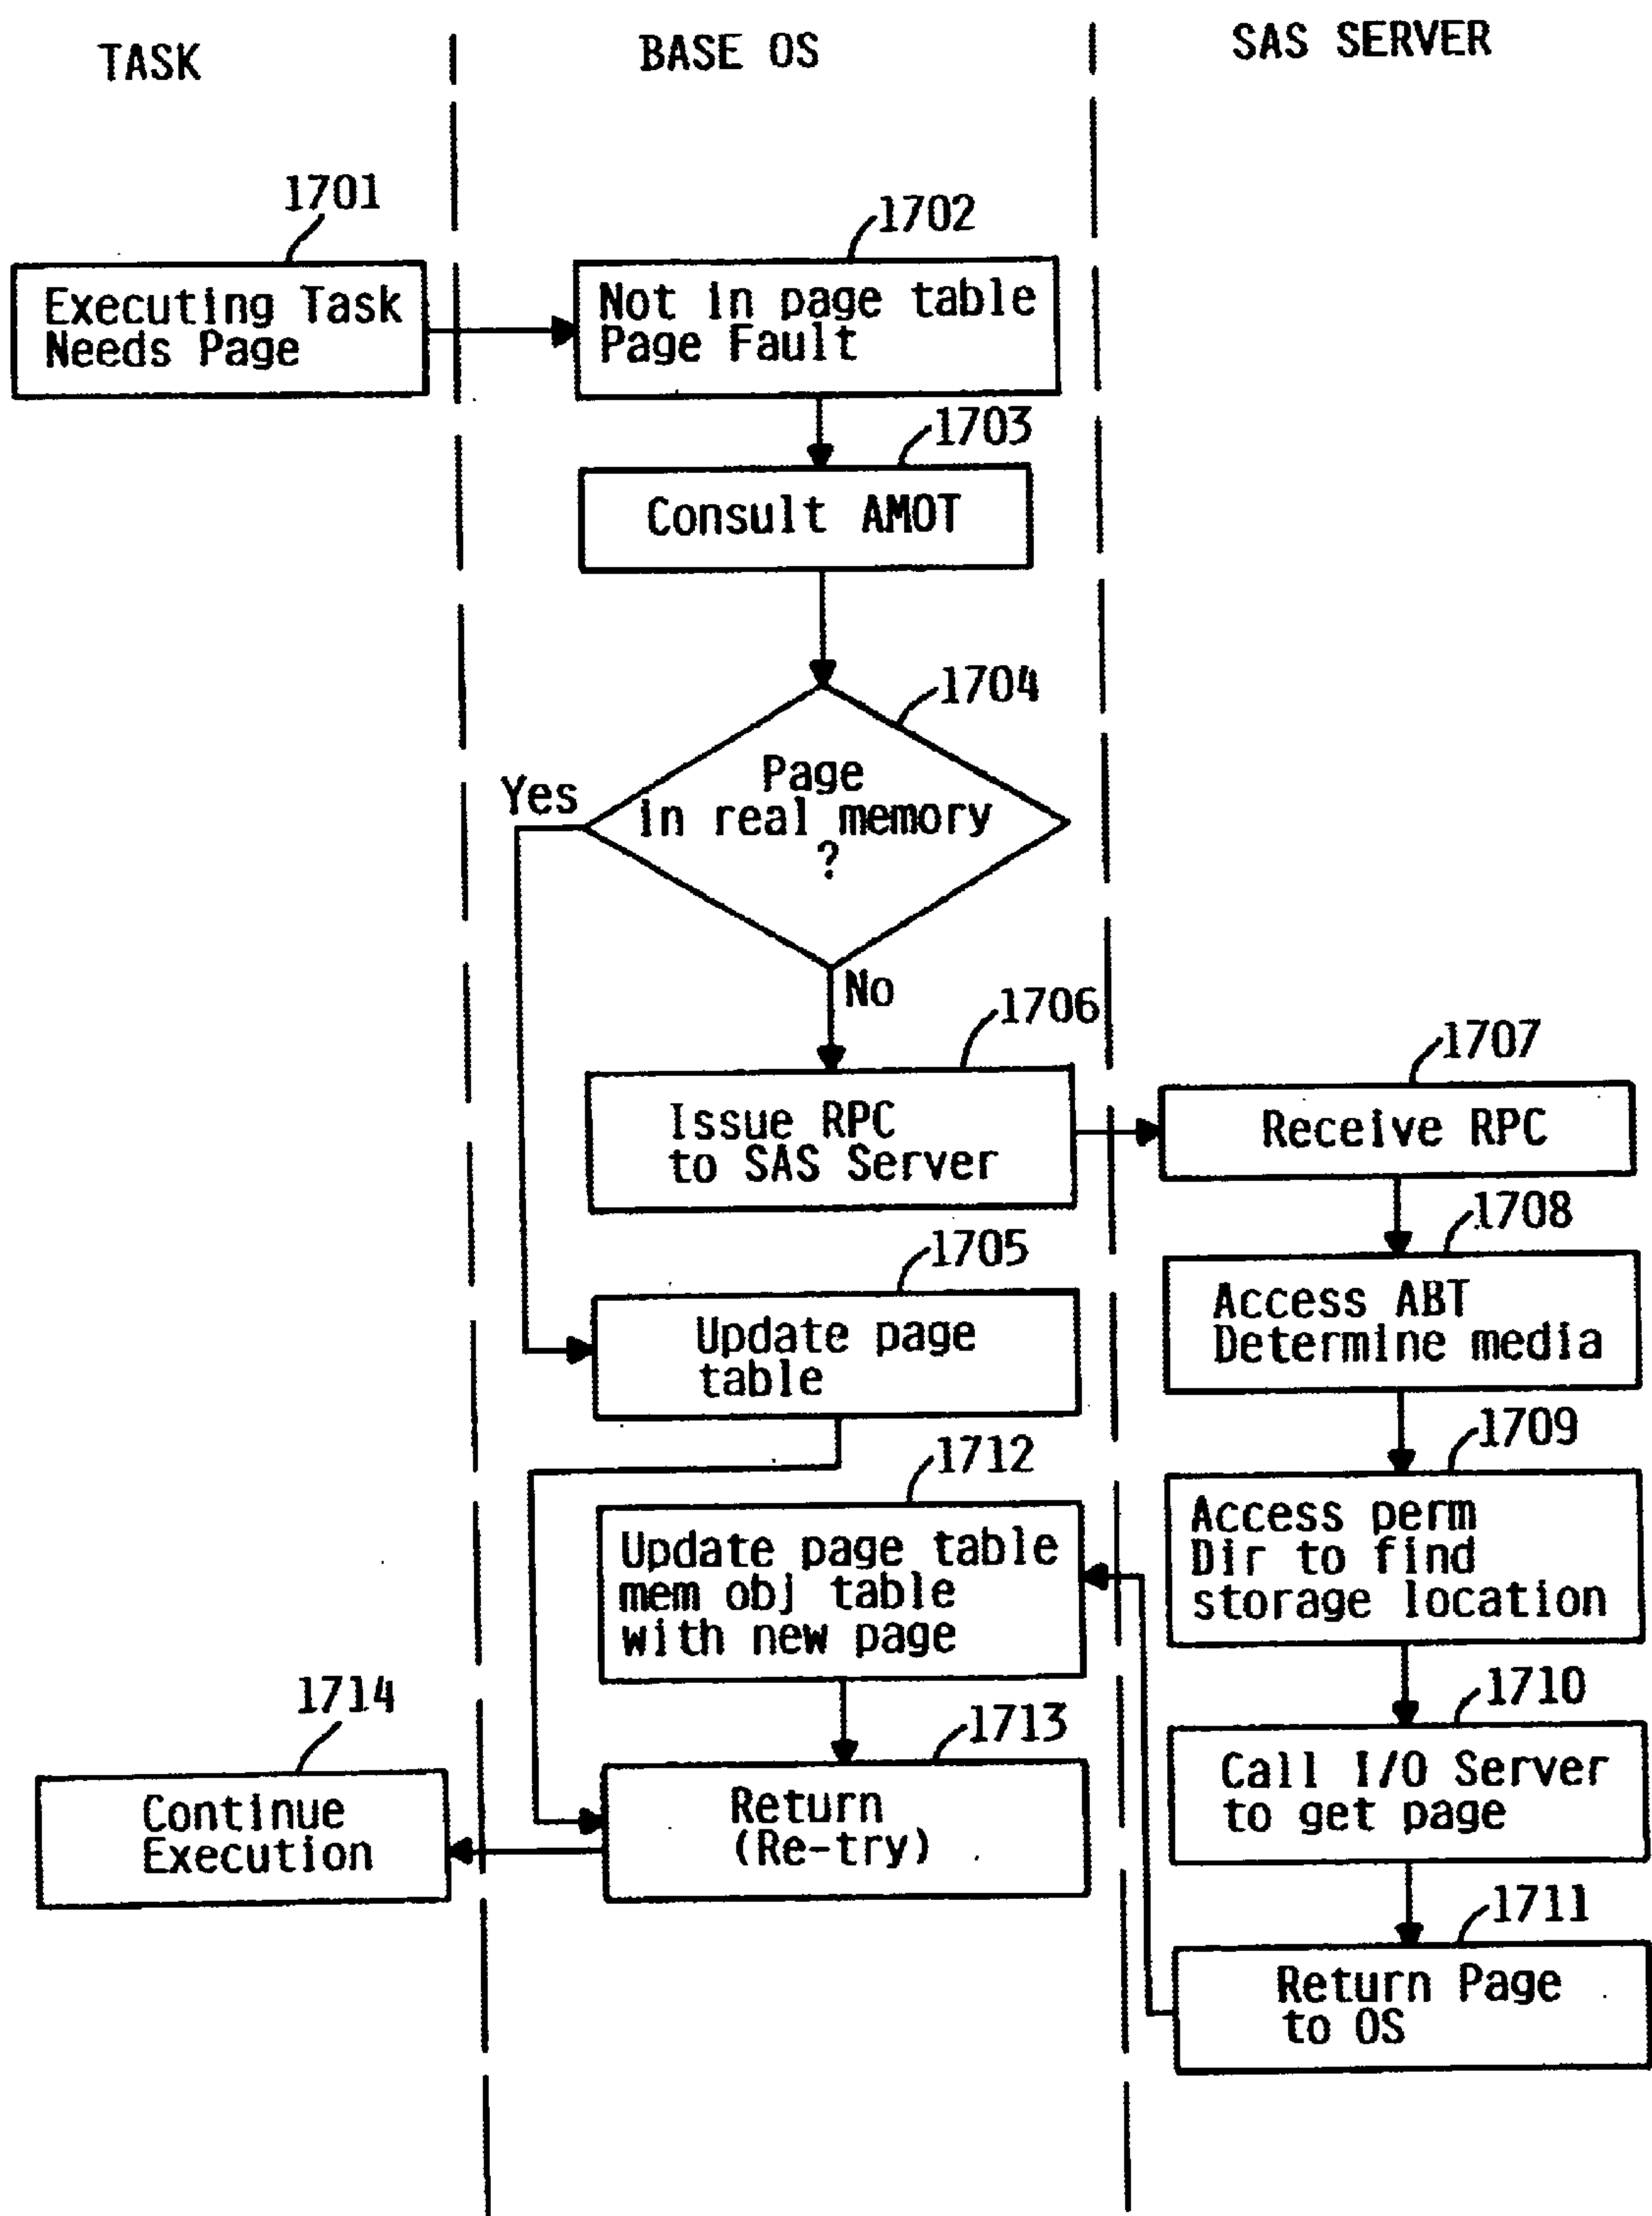 TASK
BASE OS
SAS SERVER
1701
Executing Task
Needs Page
1702
Not in page table
Page Fault
1703
Consult AMOT
1704
Page
in real memory
?
Yes
No
1706
Issue RPC
to SAS Server
1707
Receive RPC
1708
Access ABT
Determine media
1705
Update page
table
1709
Access perm
Dir to find
storage location
1712
Update page table
mem obj table
with new page
1710
Call I/O Server
to get page
1713
Return
(Re-try)
1714
Continue
Execution
1711
Return Page
to OS